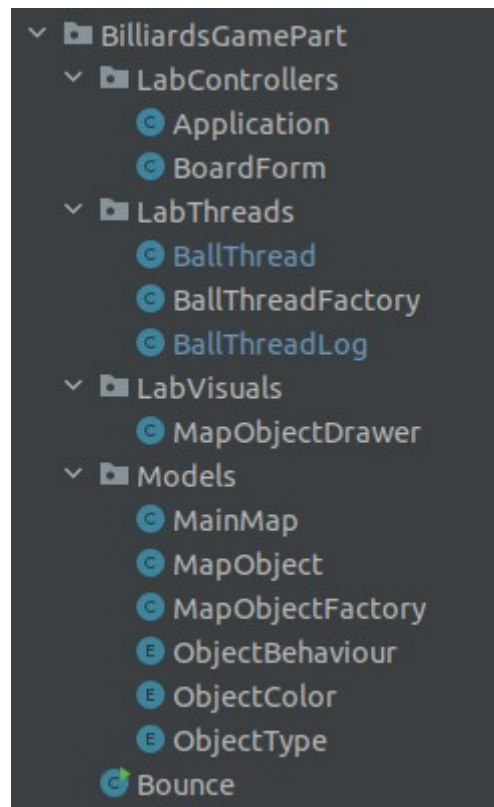 BilliardsGamePart
LabControllers
C Application
C BoardForm
LabThreads
C BallThread
C BallThreadFactory
C BallThreadLog
LabVisuals
C MapObjectDrawer
Models
C MainMap
C MapObject
C MapObjectFactory
E ObjectBehaviour
E ObjectColor
E ObjectType
C Bounce